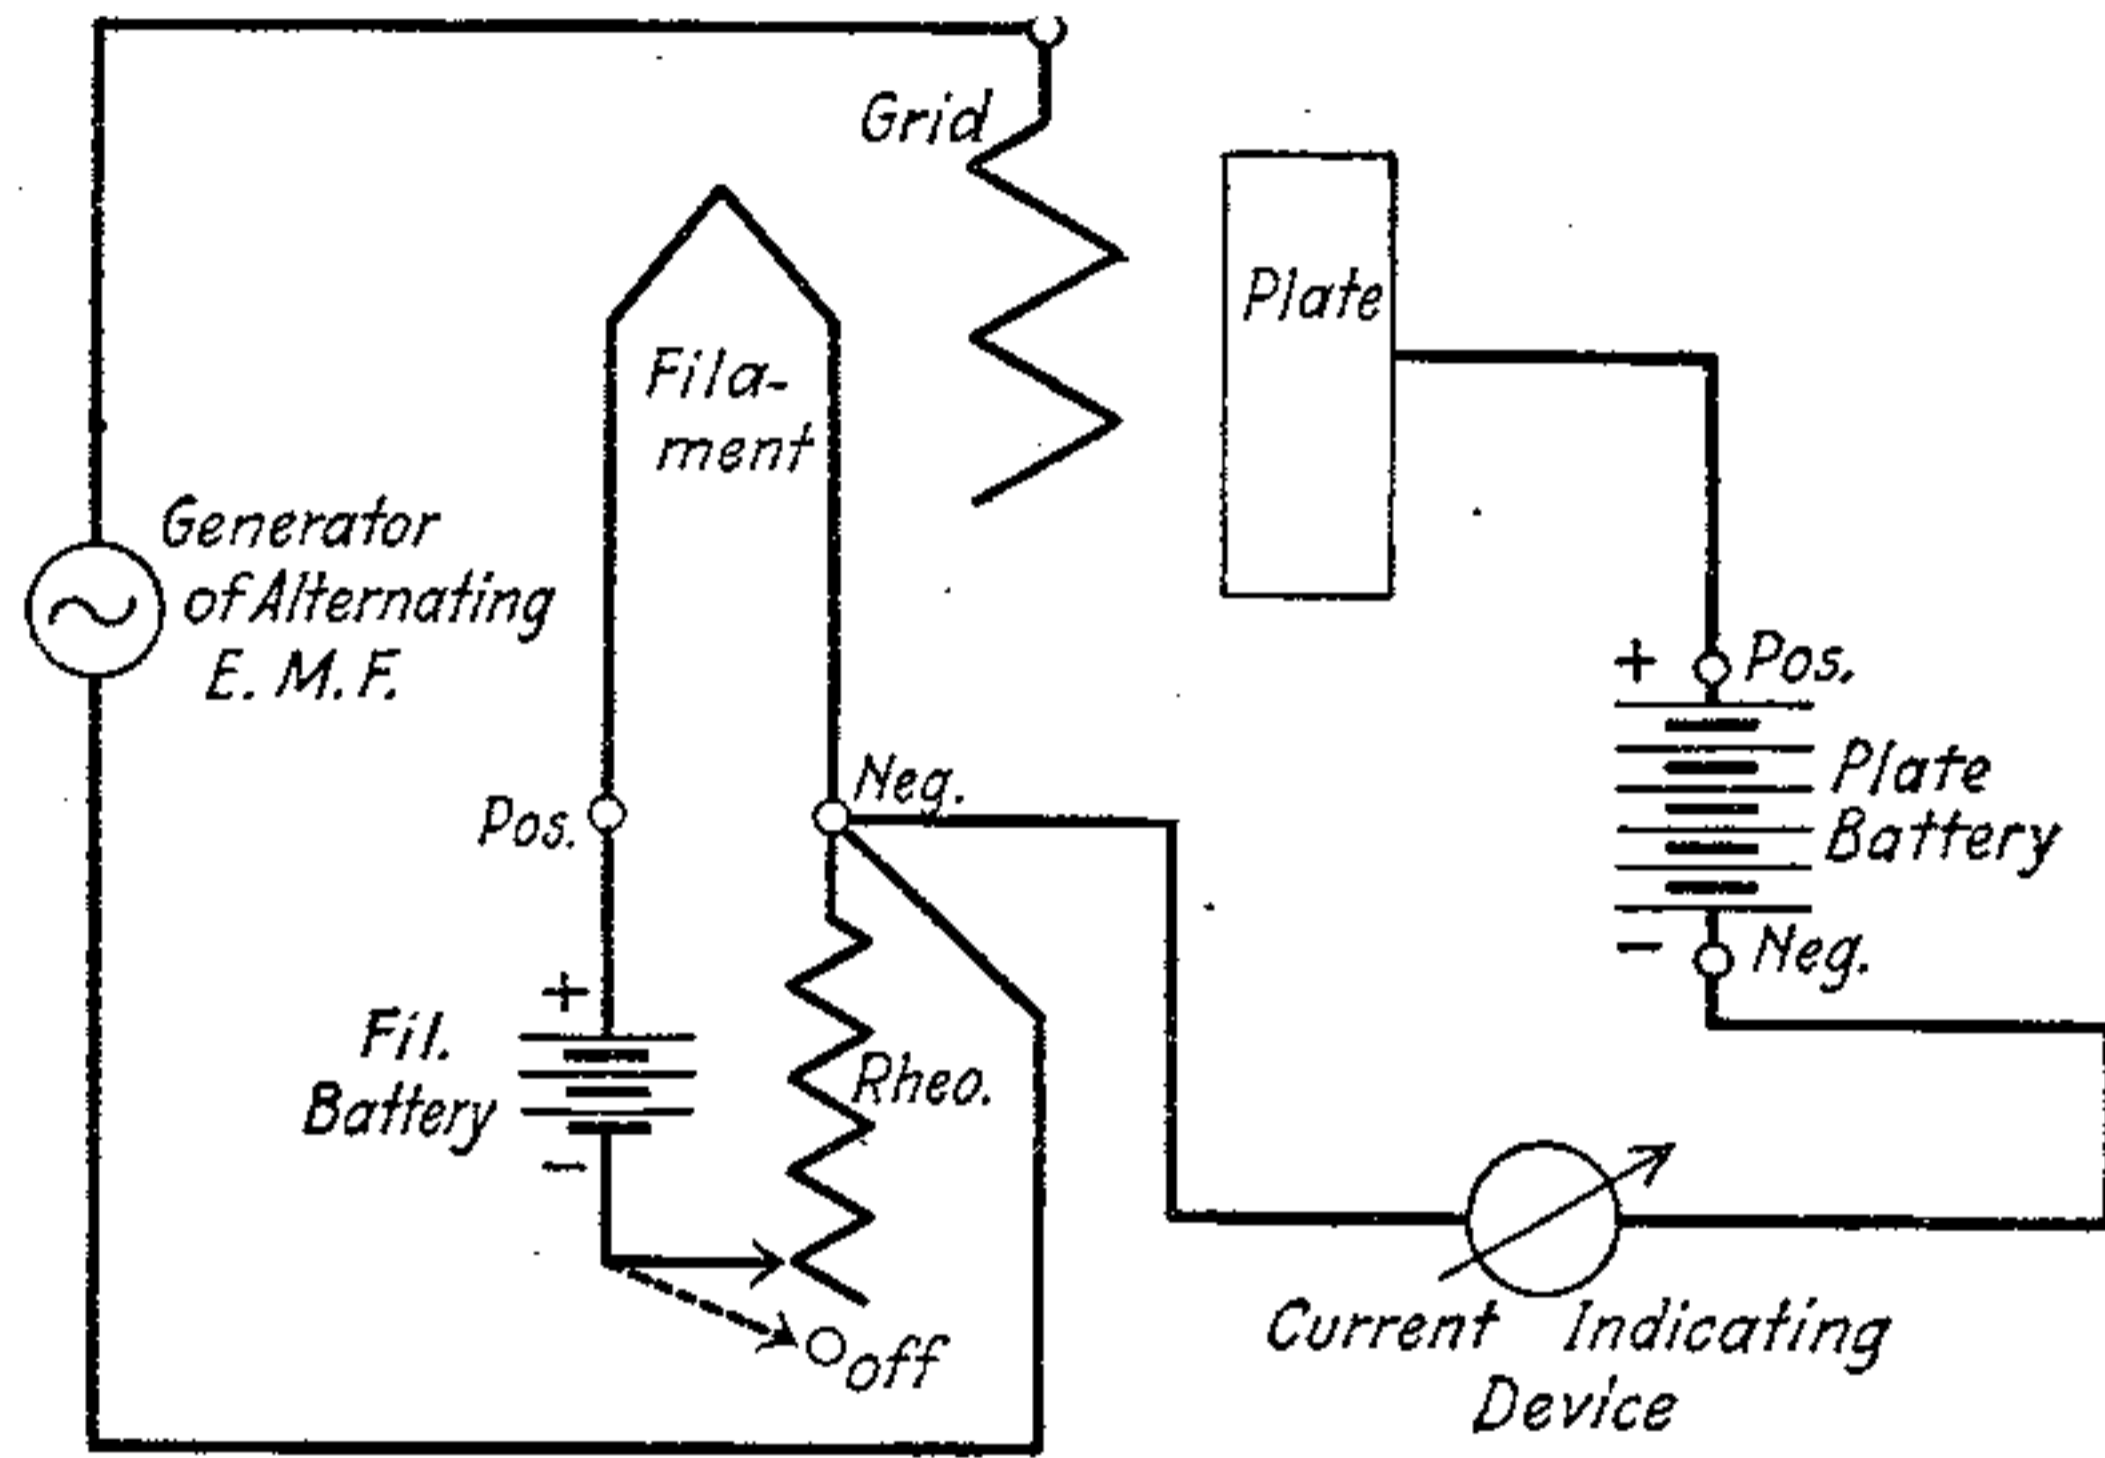 Grid
Plate
Fila-
ment
Generator
of Alternating
E. M. F.
+ Pos.
Plate
Battery
- Neg.
Neg.
Pos.
+
Fil.
Battery
-
Rheo.
off
Current Indicating
Device